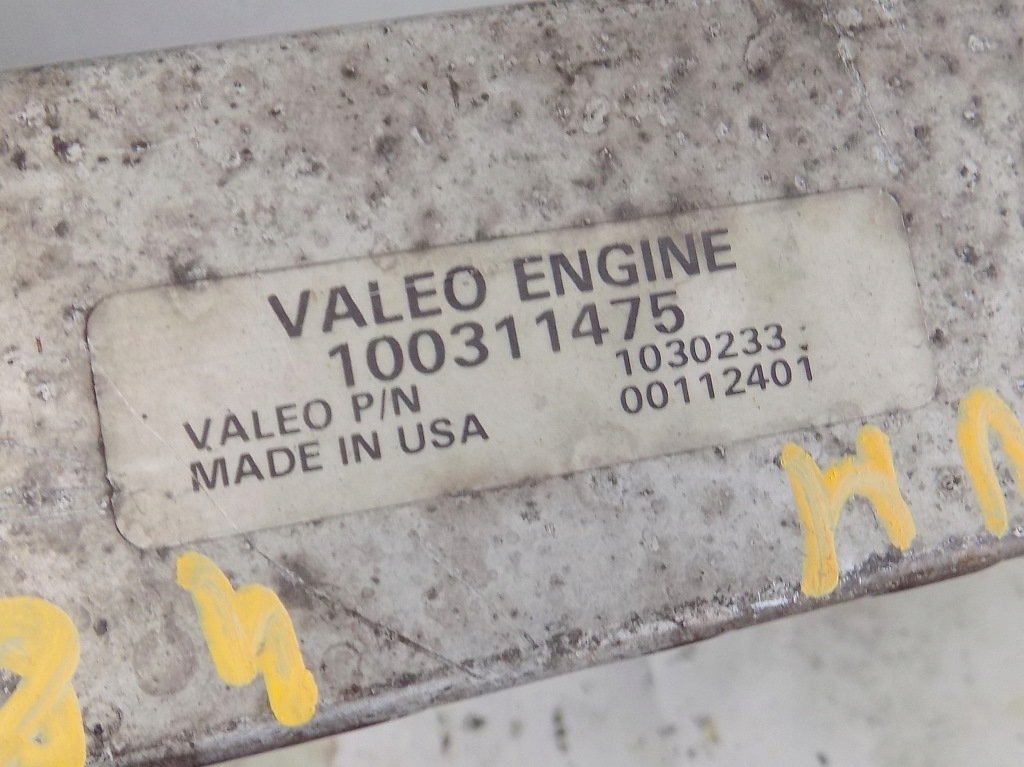 VALEO ENGINE
100311475
VALEO P/N 1030233
MADE IN USA 00112401